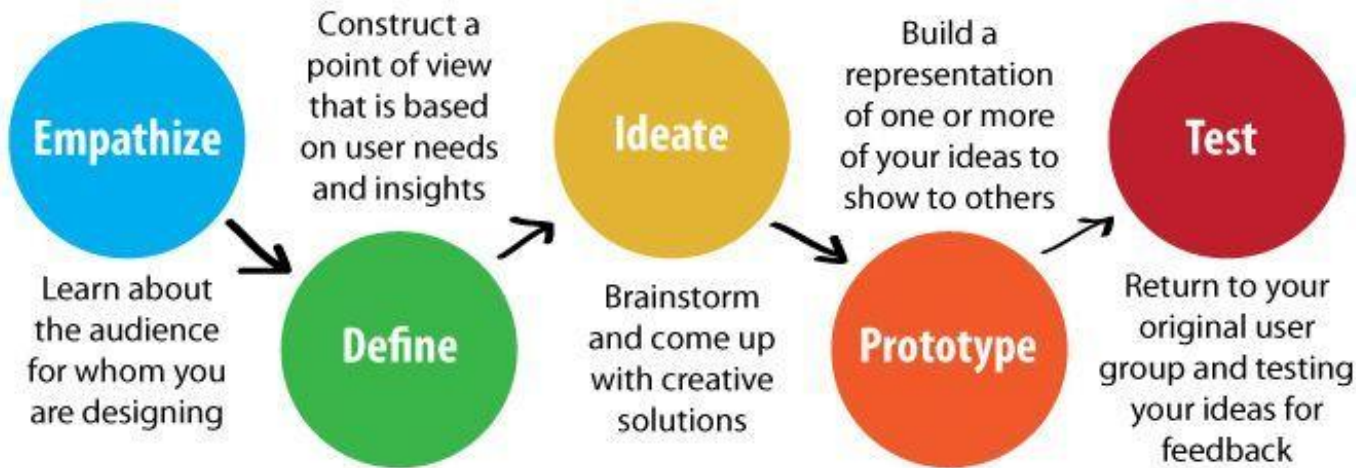 Empathize
Learn about
the audience
for whom you
are designing
Construct a
point of view
that is based
on user needs
and insights
Define
Ideate
Brainstorm
and come up
with creative
solutions
Build a
representation
of one or more
of your ideas to
show to others
Prototype
Test
Return to your
original user
group and testing
your ideas for
feedback